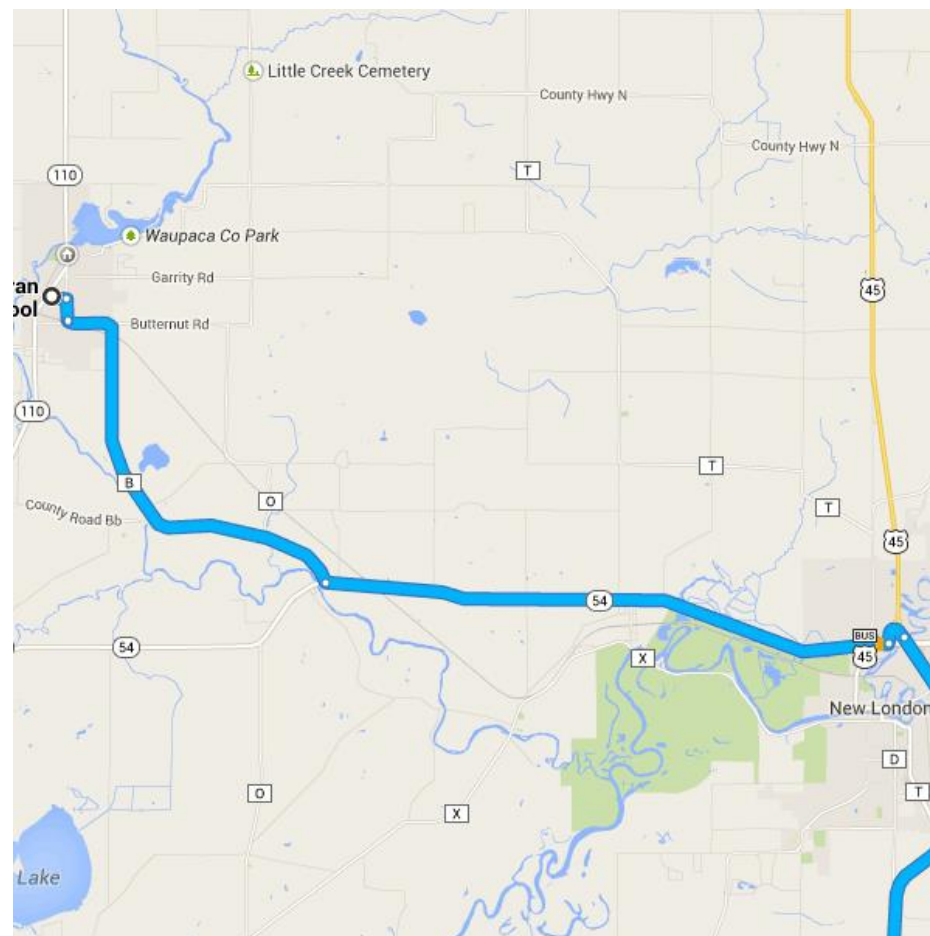 Little Creek Cemetery
County Hwy N
County Hwy N
T
110
Waupaca Co Park
Garrity Rd
45
ran
ool
Butternut Rd
110
T
B
O
T
County Road Bb
45
54
BUS
45
54
X
New London
D
O
T
X
Lake